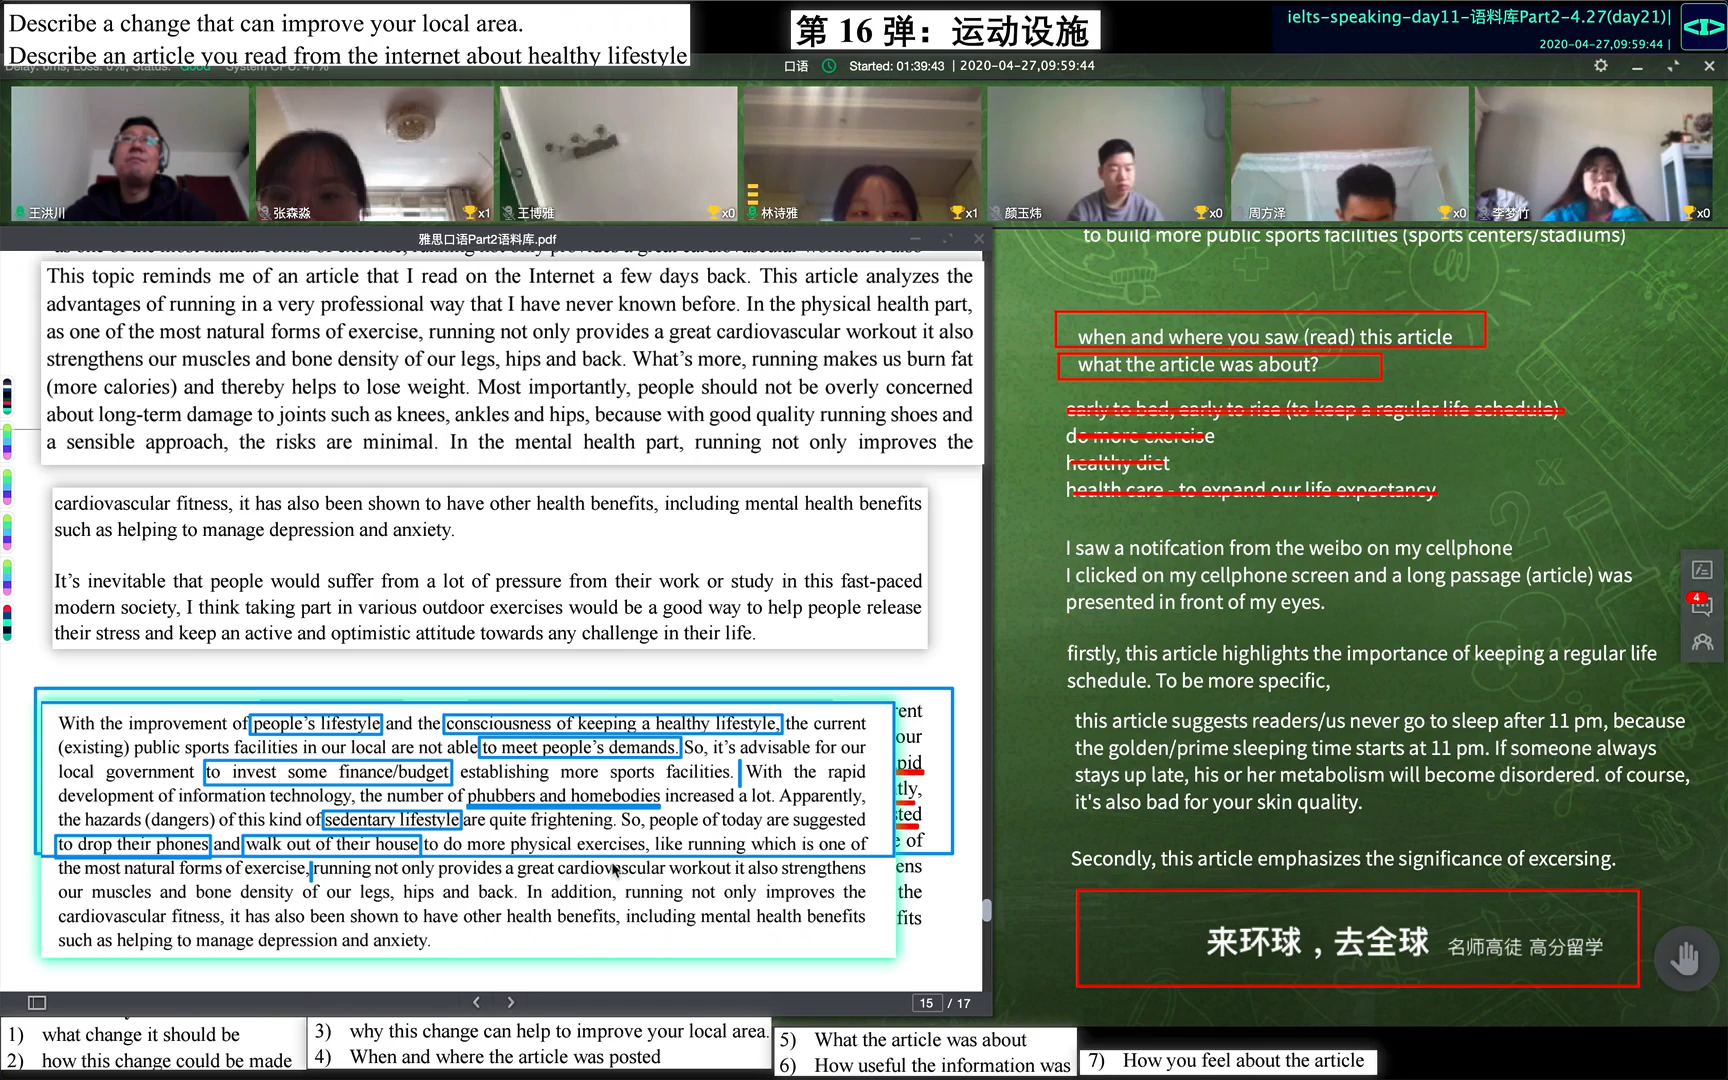 Describe a change that can improve your local area.
Describe an article you read from the internet about healthy lifestyle
第 16 弹：运动设施
ielts-speaking-day11-语料库Part2-4.27(day21)|
2020-04-27,09:59:44 |
口语 Started: 01:39:43 | 2020-04-27,09:59:44
王洪川
张森淼 x1
王博雅 x0
林诗雅 x1
颜玉炜 x0
周方泽 x0
李梦竹 x0
雅思口语Part2语料库.pdf
This topic reminds me of an article that I read on the Internet a few days back. This article analyzes the
advantages of running in a very professional way that I have never known before. In the physical health part,
as one of the most natural forms of exercise, running not only provides a great cardiovascular workout it also
strengthens our muscles and bone density of our legs, hips and back. What's more, running makes us burn fat
(more calories) and thereby helps to lose weight. Most importantly, people should not be overly concerned
about long-term damage to joints such as knees, ankles and hips, because with good quality running shoes and
a sensible approach, the risks are minimal. In the mental health part, running not only improves the
cardiovascular fitness, it has also been shown to have other health benefits, including mental health benefits
such as helping to manage depression and anxiety.
It's inevitable that people would suffer from a lot of pressure from their work or study in this fast-paced
modern society, I think taking part in various outdoor exercises would be a good way to help people release
their stress and keep an active and optimistic attitude towards any challenge in their life.
With the improvement of people's lifestyle and the consciousness of keeping a healthy lifestyle, the current
(existing) public sports facilities in our local are not able to meet people's demands. So, it's advisable for our
local government to invest some finance/budget establishing more sports facilities. With the rapid
development of information technology, the number of phubbers and homebodies increased a lot. Apparently,
the hazards (dangers) of this kind of sedentary lifestyle are quite frightening. So, people of today are suggested
to drop their phones and walk out of their house to do more physical exercises, like running which is one of
the most natural forms of exercise, running not only provides a great cardiovascular workout it also strengthens
our muscles and bone density of our legs, hips and back. In addition, running not only improves the
cardiovascular fitness, it has also been shown to have other health benefits, including mental health benefits
such as helping to manage depression and anxiety.
15 / 17
to build more public sports facilities (sports centers/stadiums)
when and where you saw (read) this article
what the article was about?
early to bed, early to rise (to keep a regular life schedule)
do more exercise
healthy diet
health care - to expand our life expectancy
I saw a notifcation from the weibo on my cellphone
I clicked on my cellphone screen and a long passage (article) was
presented in front of my eyes.
firstly, this article highlights the importance of keeping a regular life
schedule. To be more specific,
this article suggests readers/us never go to sleep after 11 pm, because
the golden/prime sleeping time starts at 11 pm. If someone always
stays up late, his or her metabolism will become disordered. of course,
it's also bad for your skin quality.
Secondly, this article emphasizes the significance of excersing.
来环球，去全球 名师高徒 高分留学
4
1) what change it should be
2) how this change could be made
3) why this change can help to improve your local area.
4) When and where the article was posted
5) What the article was about
6) How useful the information was
7) How you feel about the article